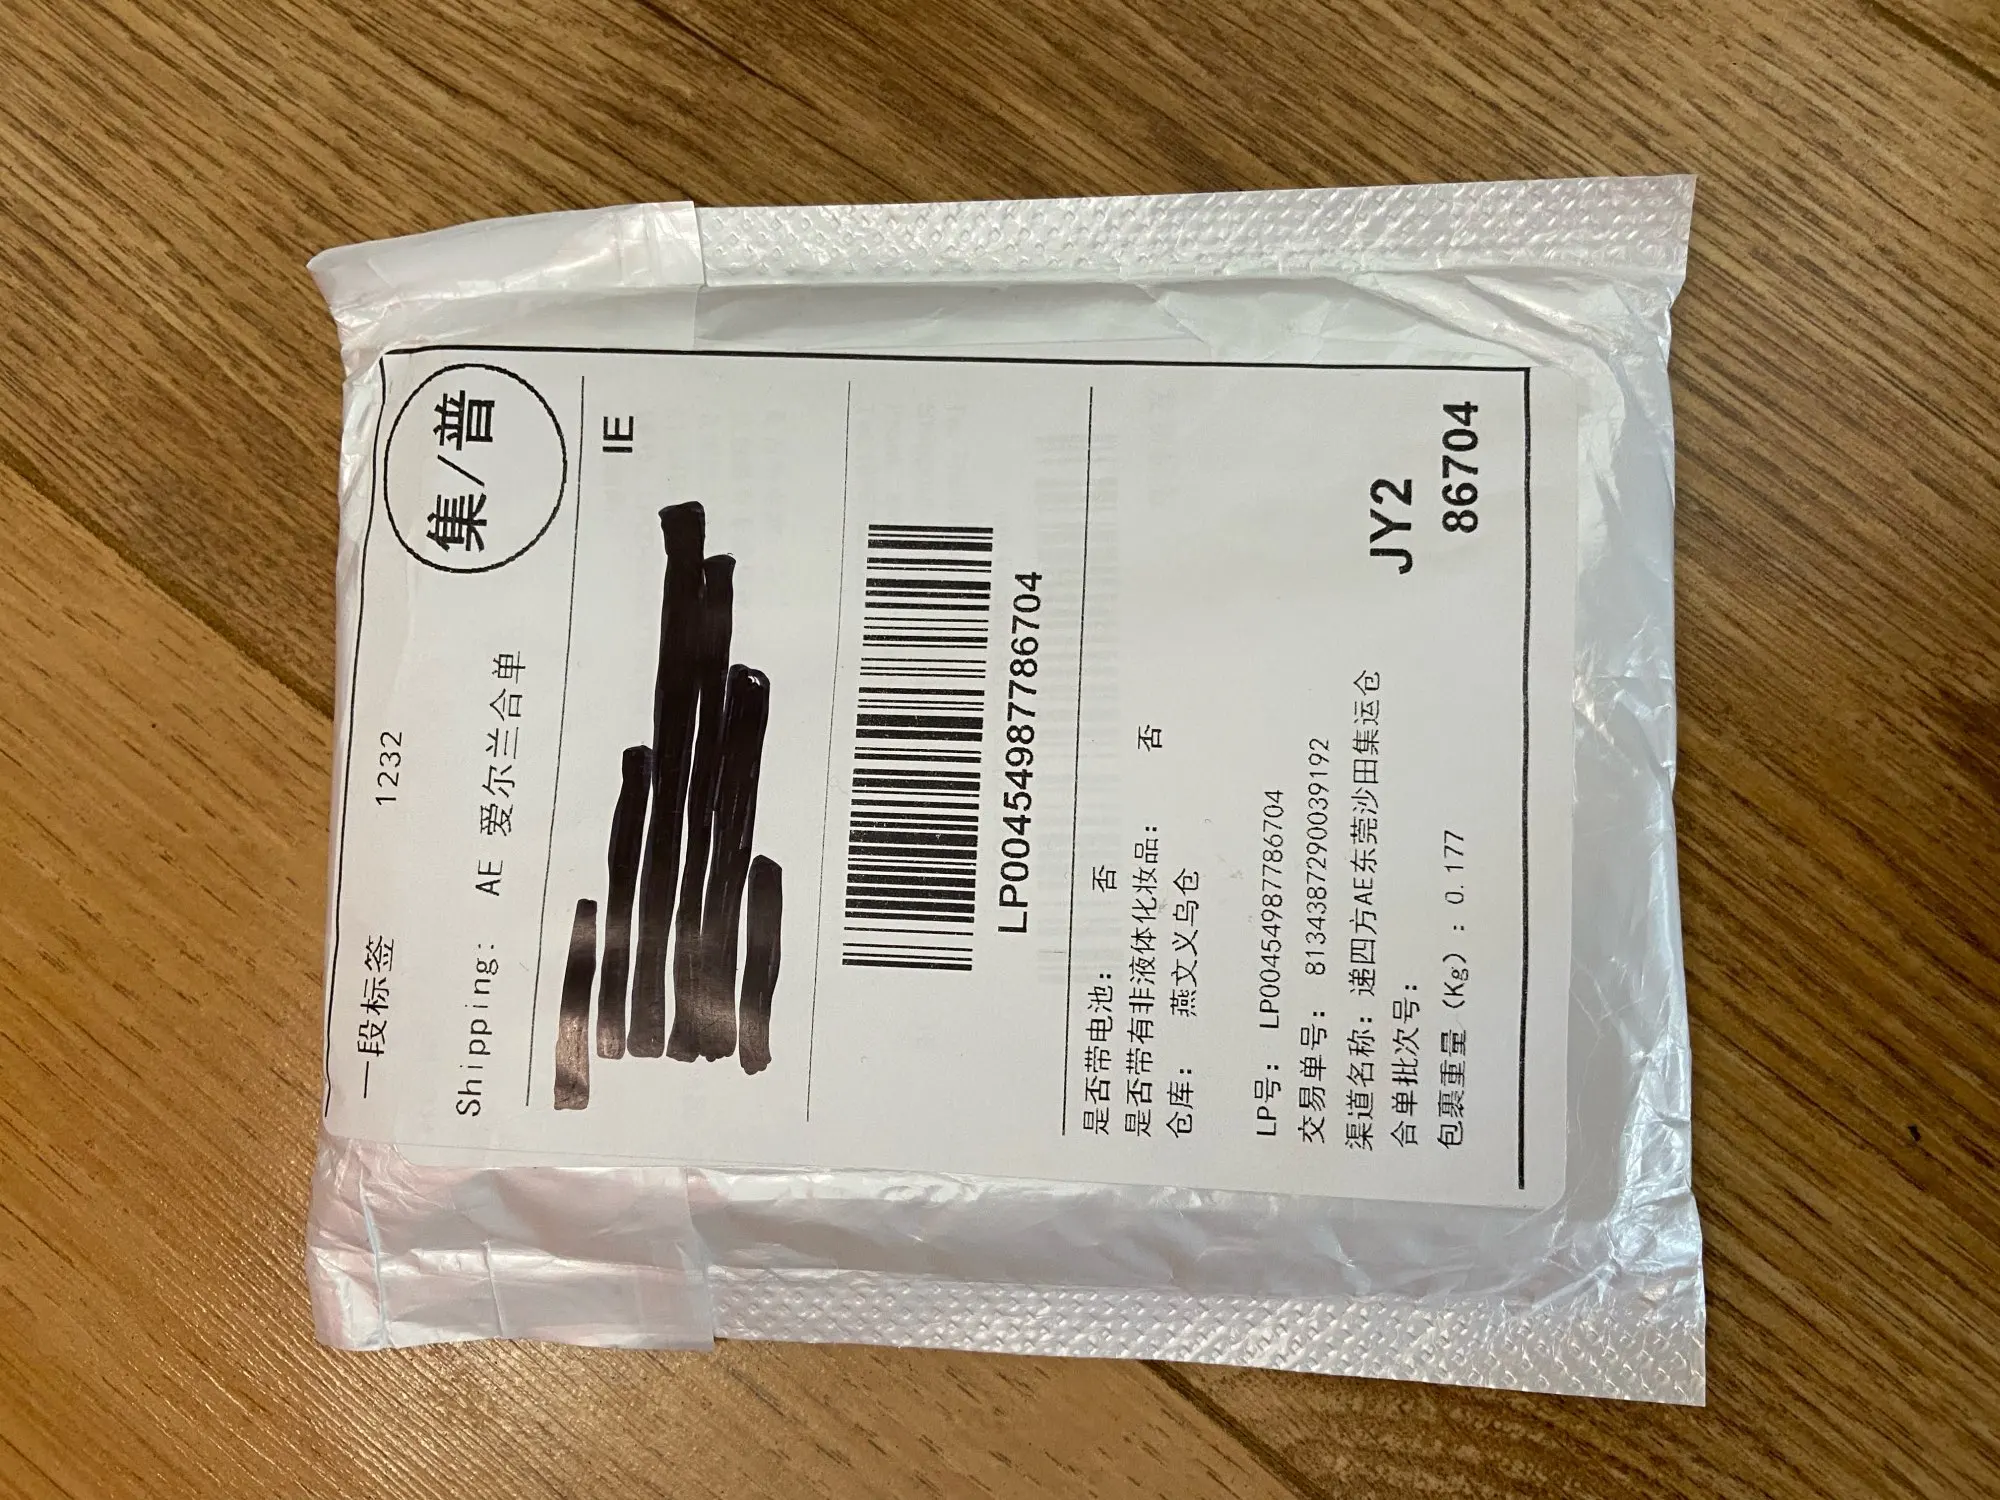 一段标签 1232
集/普
Shipping: AE 爱尔兰合单
IE
LP00454987786704
是否带电池: 否
是否带有非液体化妆品: 否
仓库: 燕文义乌仓
LP号: LP00454987786704
交易单号: 8134387290039192
渠道名称: 递四方AE东莞沙田集运仓
合单批次号:
JY2
包裹重量(Kg): 0.177
86704